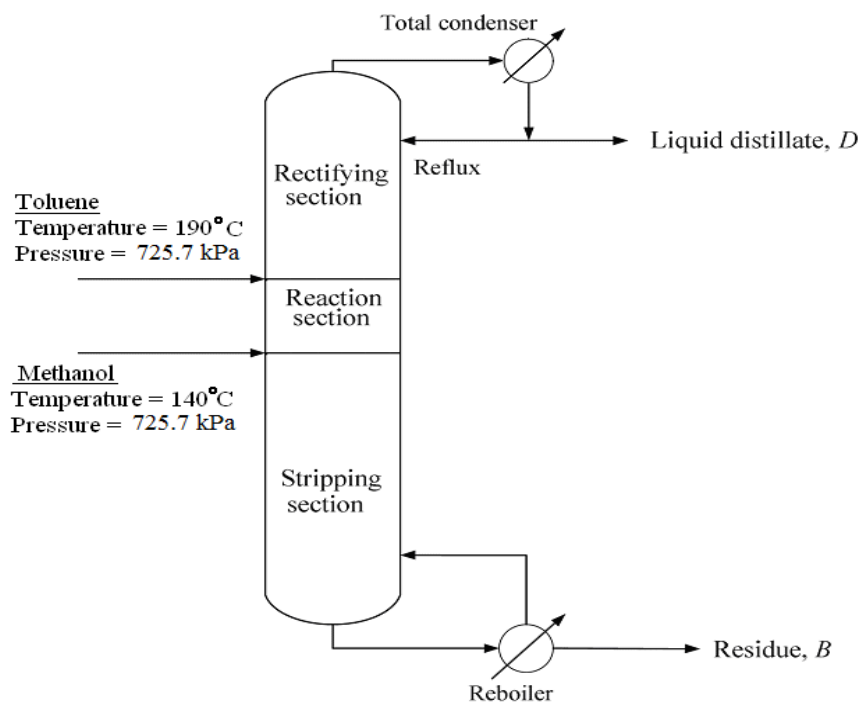 Total condenser
Liquid distillate, D
Reflux
Rectifying
section
Toluene
Temperature = 190°C
Pressure = 725.7 kPa
Reaction
section
Methanol
Temperature = 140°C
Pressure = 725.7 kPa
Stripping
section
Residue, B
Reboiler